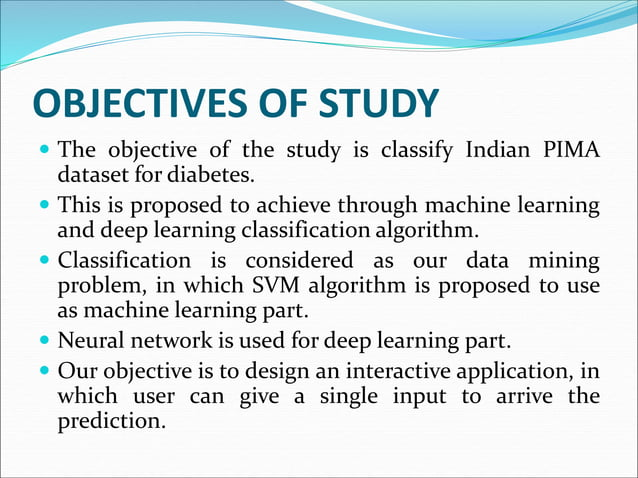 OBJECTIVES OF STUDY
• The objective of the study is classify Indian PIMA
dataset for diabetes.
• This is proposed to achieve through machine learning
and deep learning classification algorithm.
• Classification is considered as our data mining
problem, in which SVM algorithm is proposed to use
as machine learning part.
• Neural network is used for deep learning part.
• Our objective is to design an interactive application, in
which user can give a single input to arrive the
prediction.